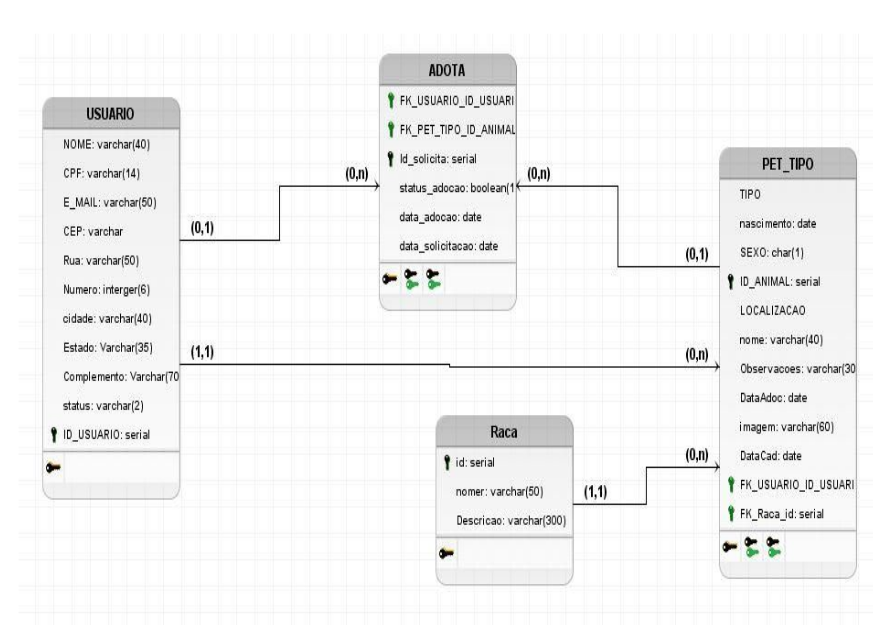 USUARIO
NOME: varchar(40)
CPF: varchar(14)
E_MAIL: varchar(50)
CEP: varchar
Rua: varchar(50)
Numero: interger(6)
cidade: varchar(40)
Estado: Varchar(35)
Complemento: Varchar(70
status: varchar(2)
ID_USUARIO: serial
(0,1)
(1,1)
ADOTA
FK_USUARIO_ID_USUARI
FK_PET_TIPO_ID_ANIMAL
Id_solicita: serial
status_adocao: boolean(1
data_adocao: date
data_solicitacao: date
(0,n)
(0,n)
PET_TIPO
TIPO
nascimento: date
SEXO: char(1)
ID_ANIMAL: serial
LOCALIZACAO
nome: varchar(40)
Observacoes: varchar(30
DataAdoc: date
imagem: varchar(60)
DataCad: date
FK_USUARIO_ID_USUARI
FK_Raca_id: serial
(0,1)
(0,n)
(0,n)
Raca
id: serial
nomer: varchar(50)
Descricao: varchar(300)
(1,1)